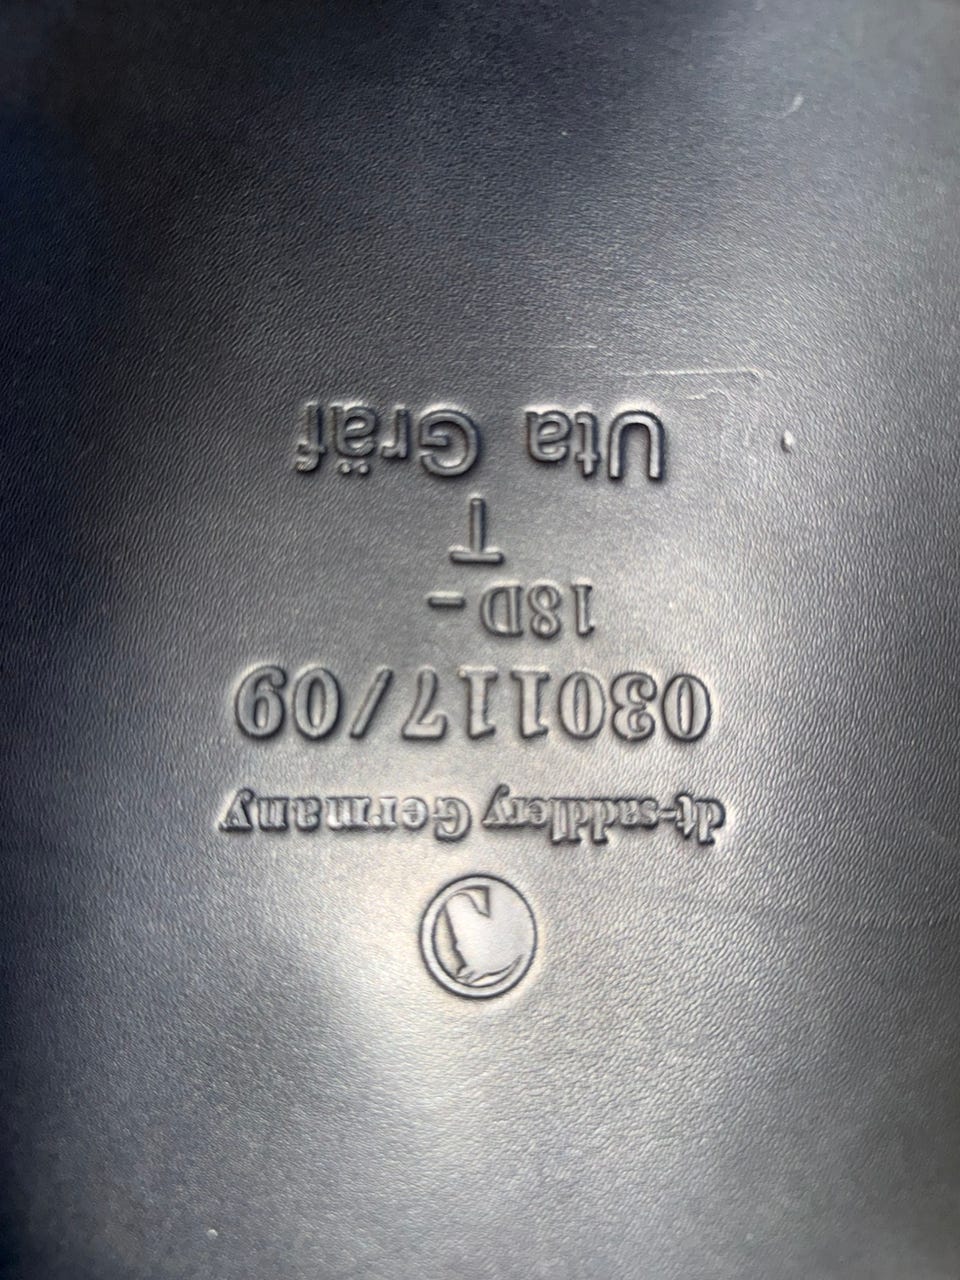 dt-saddlery Germany
030117/09
18D -
T
Uta Gräf